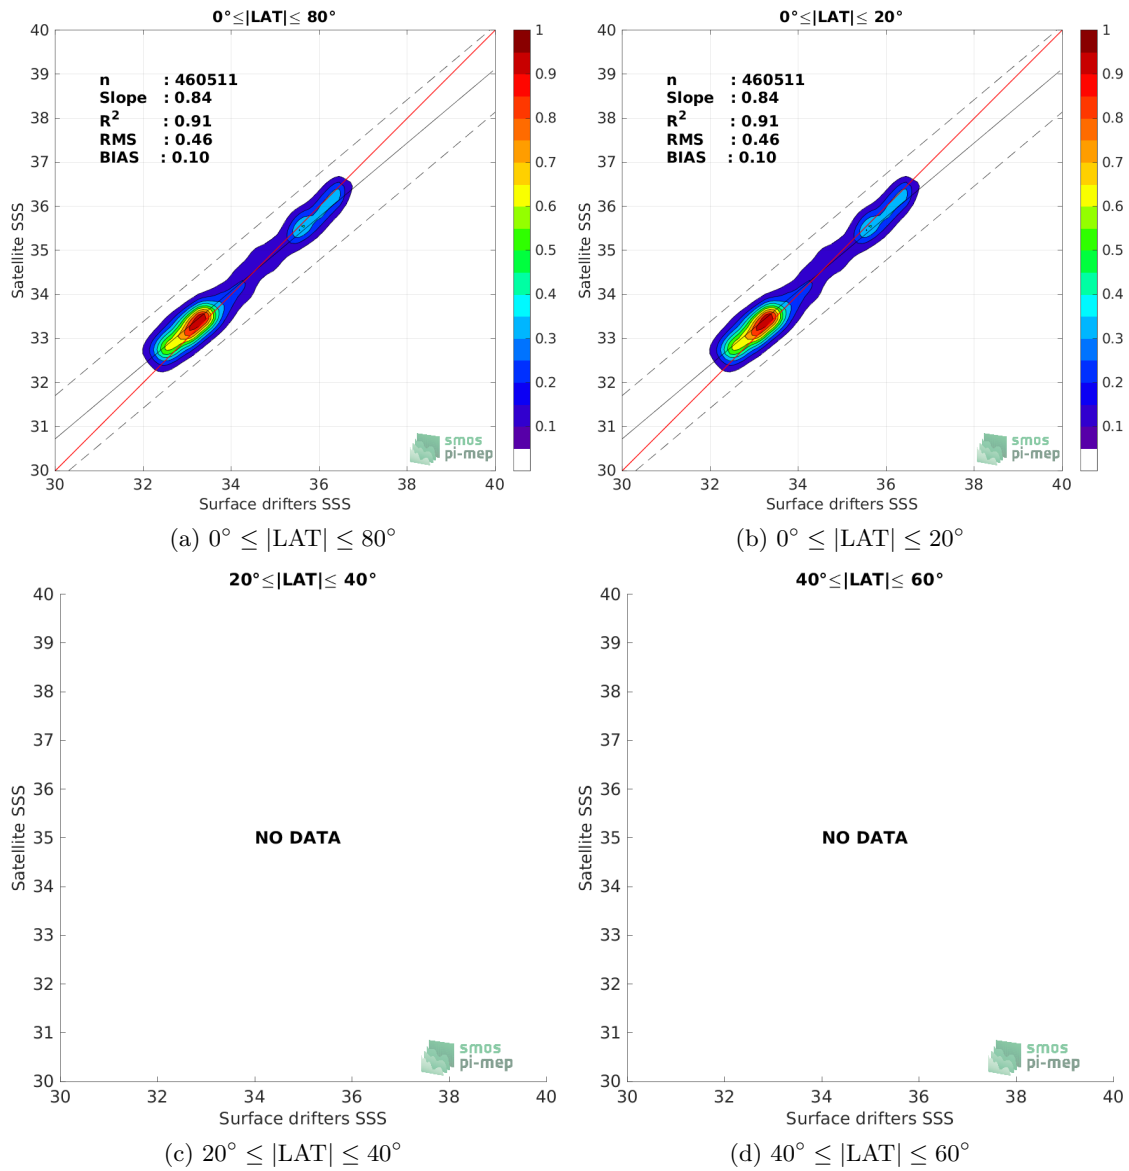 0°≤|LAT|≤ 80°
n : 460511
Slope : 0.84
R² : 0.91
RMS : 0.46
BIAS : 0.10
Satellite SSS
40
39
38
37
36
35
34
33
32
31
30
30 32 34 36 38 40
Surface drifters SSS
1
0.9
0.8
0.7
0.6
0.5
0.4
0.3
0.2
0.1
smos
pi-mep
(a) 0° ≤ |LAT| ≤ 80°
0°≤|LAT|≤ 20°
n : 460511
Slope : 0.84
R² : 0.91
RMS : 0.46
BIAS : 0.10
Satellite SSS
40
39
38
37
36
35
34
33
32
31
30
30 32 34 36 38 40
Surface drifters SSS
1
0.9
0.8
0.7
0.6
0.5
0.4
0.3
0.2
0.1
smos
pi-mep
(b) 0° ≤ |LAT| ≤ 20°
20°≤|LAT|≤ 40°
Satellite SSS
40
39
38
37
36
35
34
33
32
31
30
NO DATA
smos
pi-mep
30 32 34 36 38 40
Surface drifters SSS
(c) 20° ≤ |LAT| ≤ 40°
40°≤|LAT|≤ 60°
Satellite SSS
40
39
38
37
36
35
34
33
32
31
30
NO DATA
smos
pi-mep
30 32 34 36 38 40
Surface drifters SSS
(d) 40° ≤ |LAT| ≤ 60°